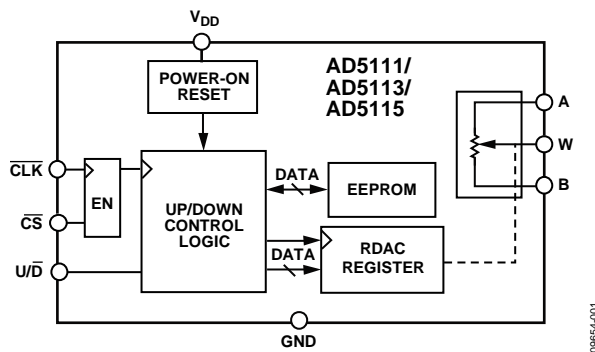 VDD
POWER-ON
RESET
AD5111/
AD5113/
AD5115
A
W
B
CLK
CS
U/D
EN
UP/DOWN
CONTROL
LOGIC
DATA
EEPROM
DATA
RDAC
REGISTER
GND
09654-001